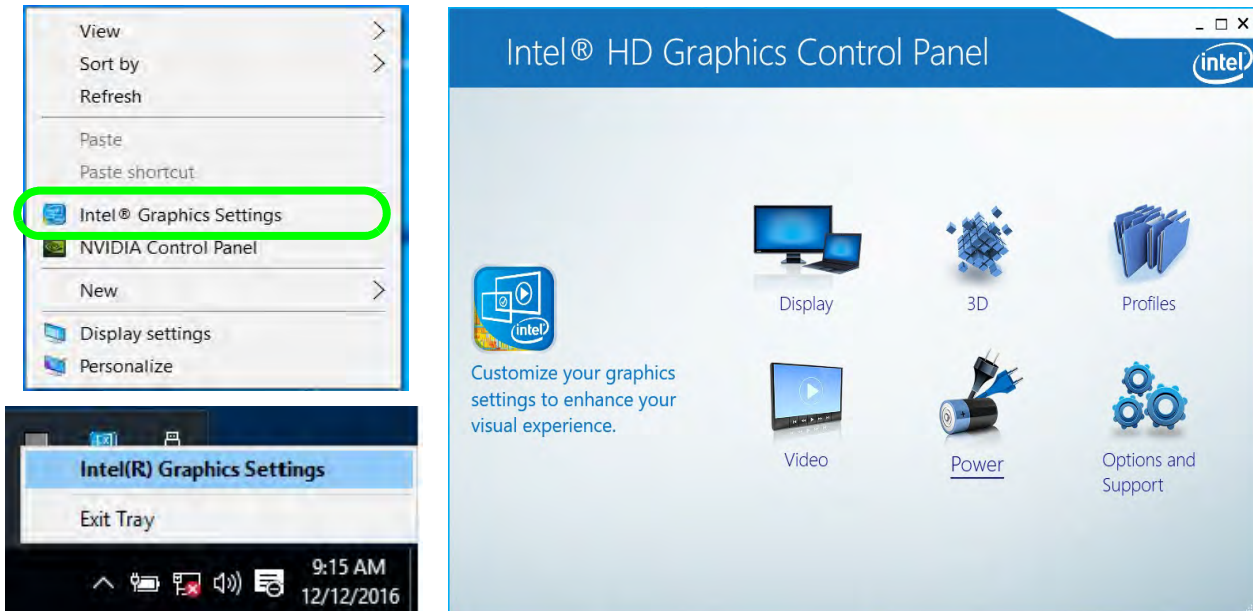 View
Sort by
Refresh
Paste
Paste shortcut
Intel® Graphics Settings
NVIDIA Control Panel
New
Display settings
Personalize
Intel(R) Graphics Settings
Exit Tray
9:15 AM
12/12/2016
Intel® HD Graphics Control Panel
intel
Display
3D
Profiles
intel
Customize your graphics
settings to enhance your
visual experience.
Video
Power
Options and
Support